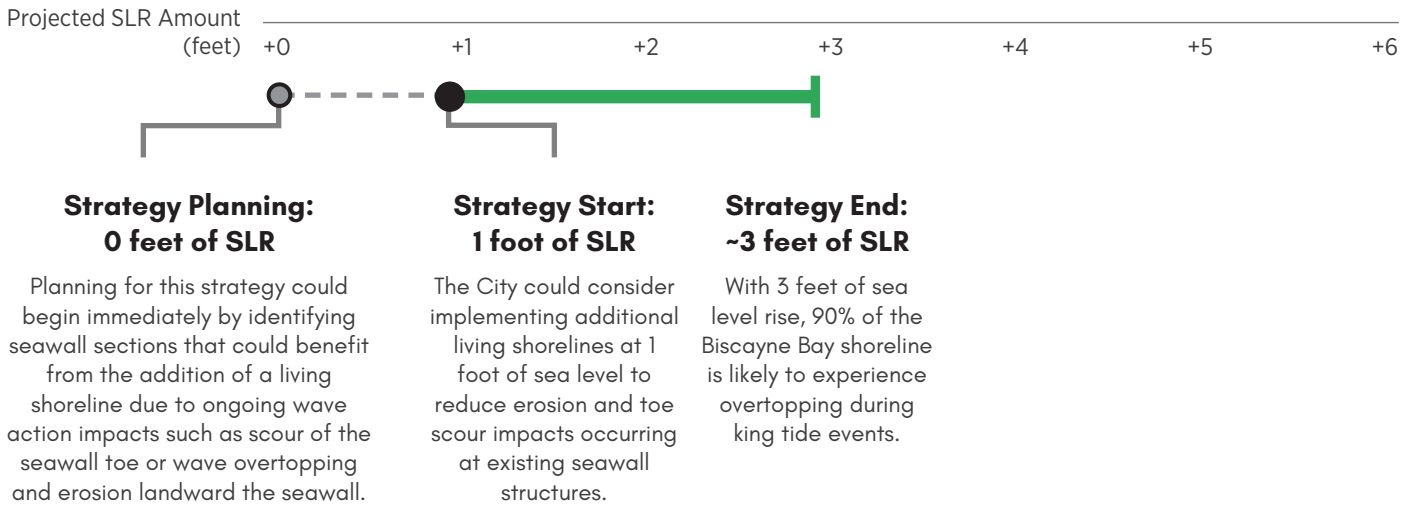 Projected SLR Amount
(feet) +0 +1 +2 +3 +4 +5 +6
Strategy Planning:
0 feet of SLR
Planning for this strategy could
begin immediately by identifying
seawall sections that could benefit
from the addition of a living
shoreline due to ongoing wave
action impacts such as scour of the
seawall toe or wave overtopping
and erosion landward the seawall.
Strategy Start:
1 foot of SLR
The City could consider
implementing additional
living shorelines at 1
foot of sea level to
reduce erosion and toe
scour impacts occurring
at existing seawall
structures.
Strategy End:
~3 feet of SLR
With 3 feet of sea
level rise, 90% of the
Biscayne Bay shoreline
is likely to experience
overtopping during
king tide events.